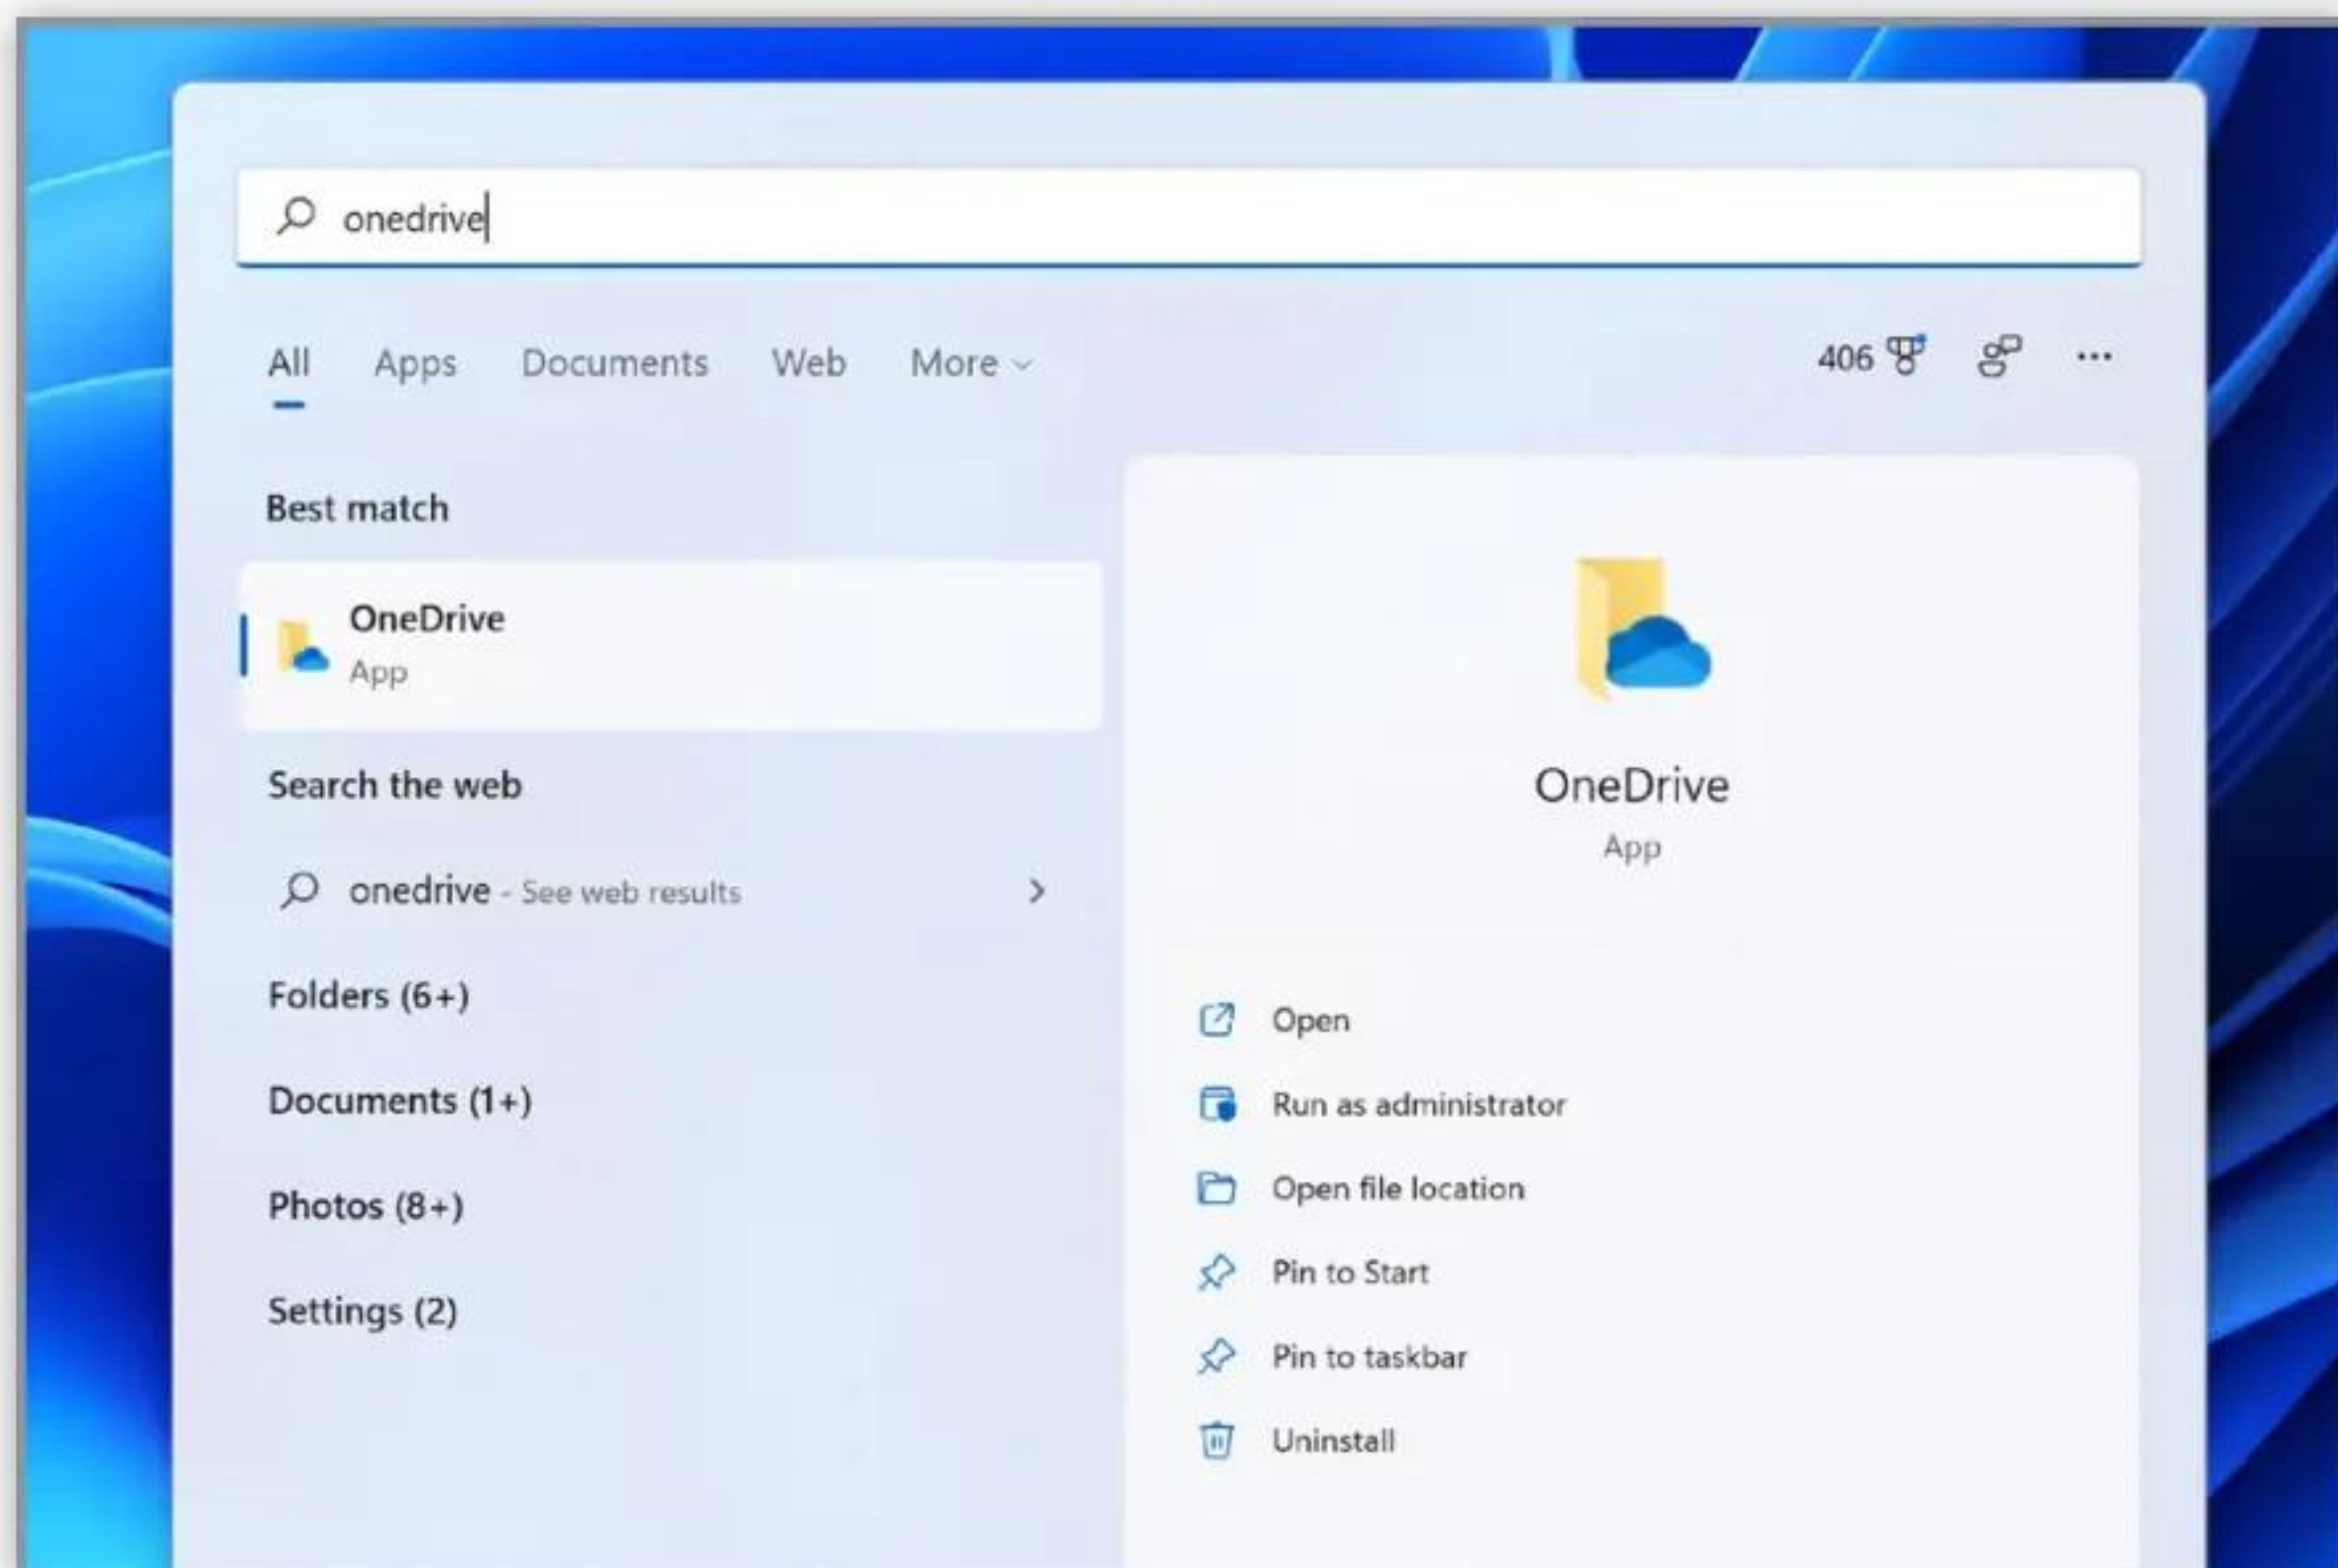 onedrive
All Apps Documents Web More 406 ...
Best match
OneDrive
App
Search the web
onedrive - See web results
Folders (6+)
Documents (1+)
Photos (8+)
Settings (2)
OneDrive
App
Open
Run as administrator
Open file location
Pin to Start
Pin to taskbar
Uninstall